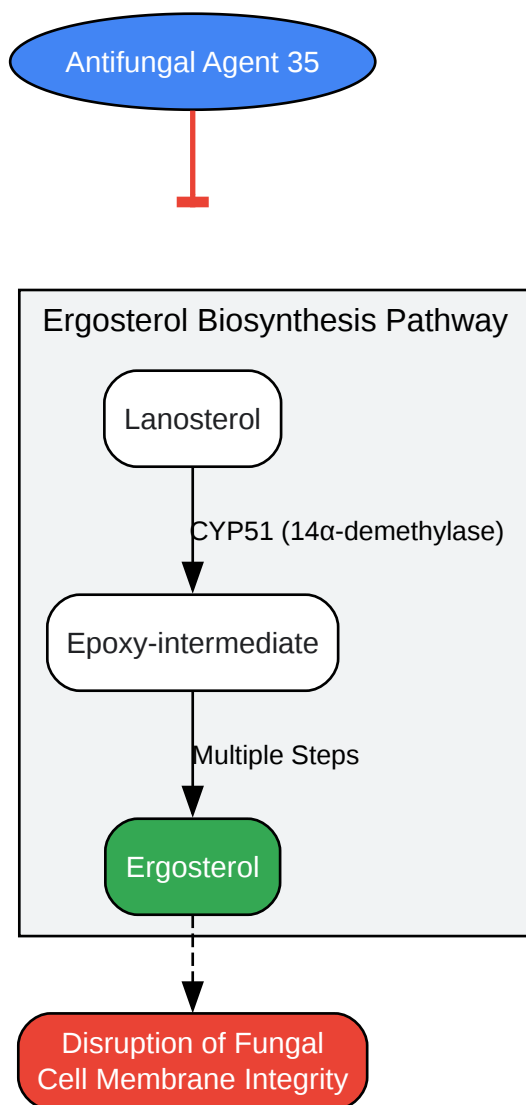 Antifungal Agent 35
Ergosterol Biosynthesis Pathway
Lanosterol
CYP51 (14α-demethylase)
Epoxy-intermediate
Multiple Steps
Ergosterol
Disruption of Fungal
Cell Membrane Integrity